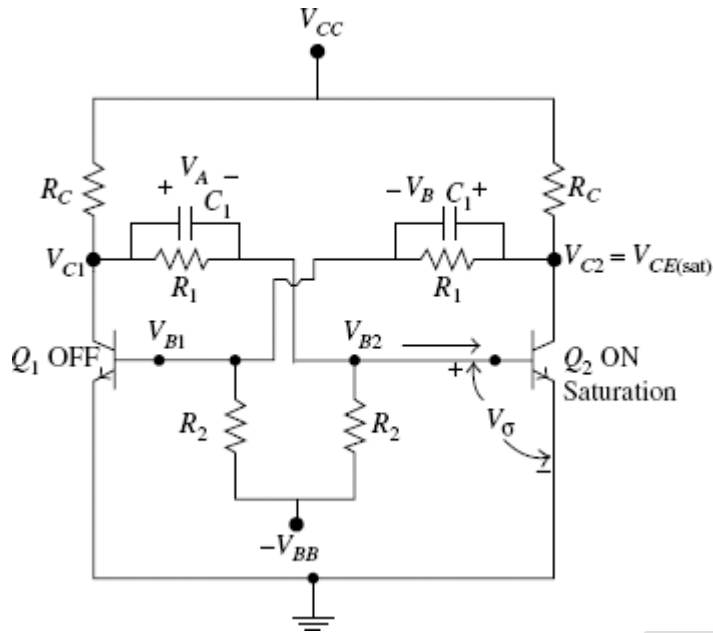 V_CC
+ V_A −
− V_B C_1 +
R_C
C_1
R_C
V_C1
V_C2 = V_CE(sat)
R_1
R_1
V_B1
V_B2
Q_1 OFF
+
Q_2 ON
Saturation
R_2
R_2
V_σ
−
−V_BB